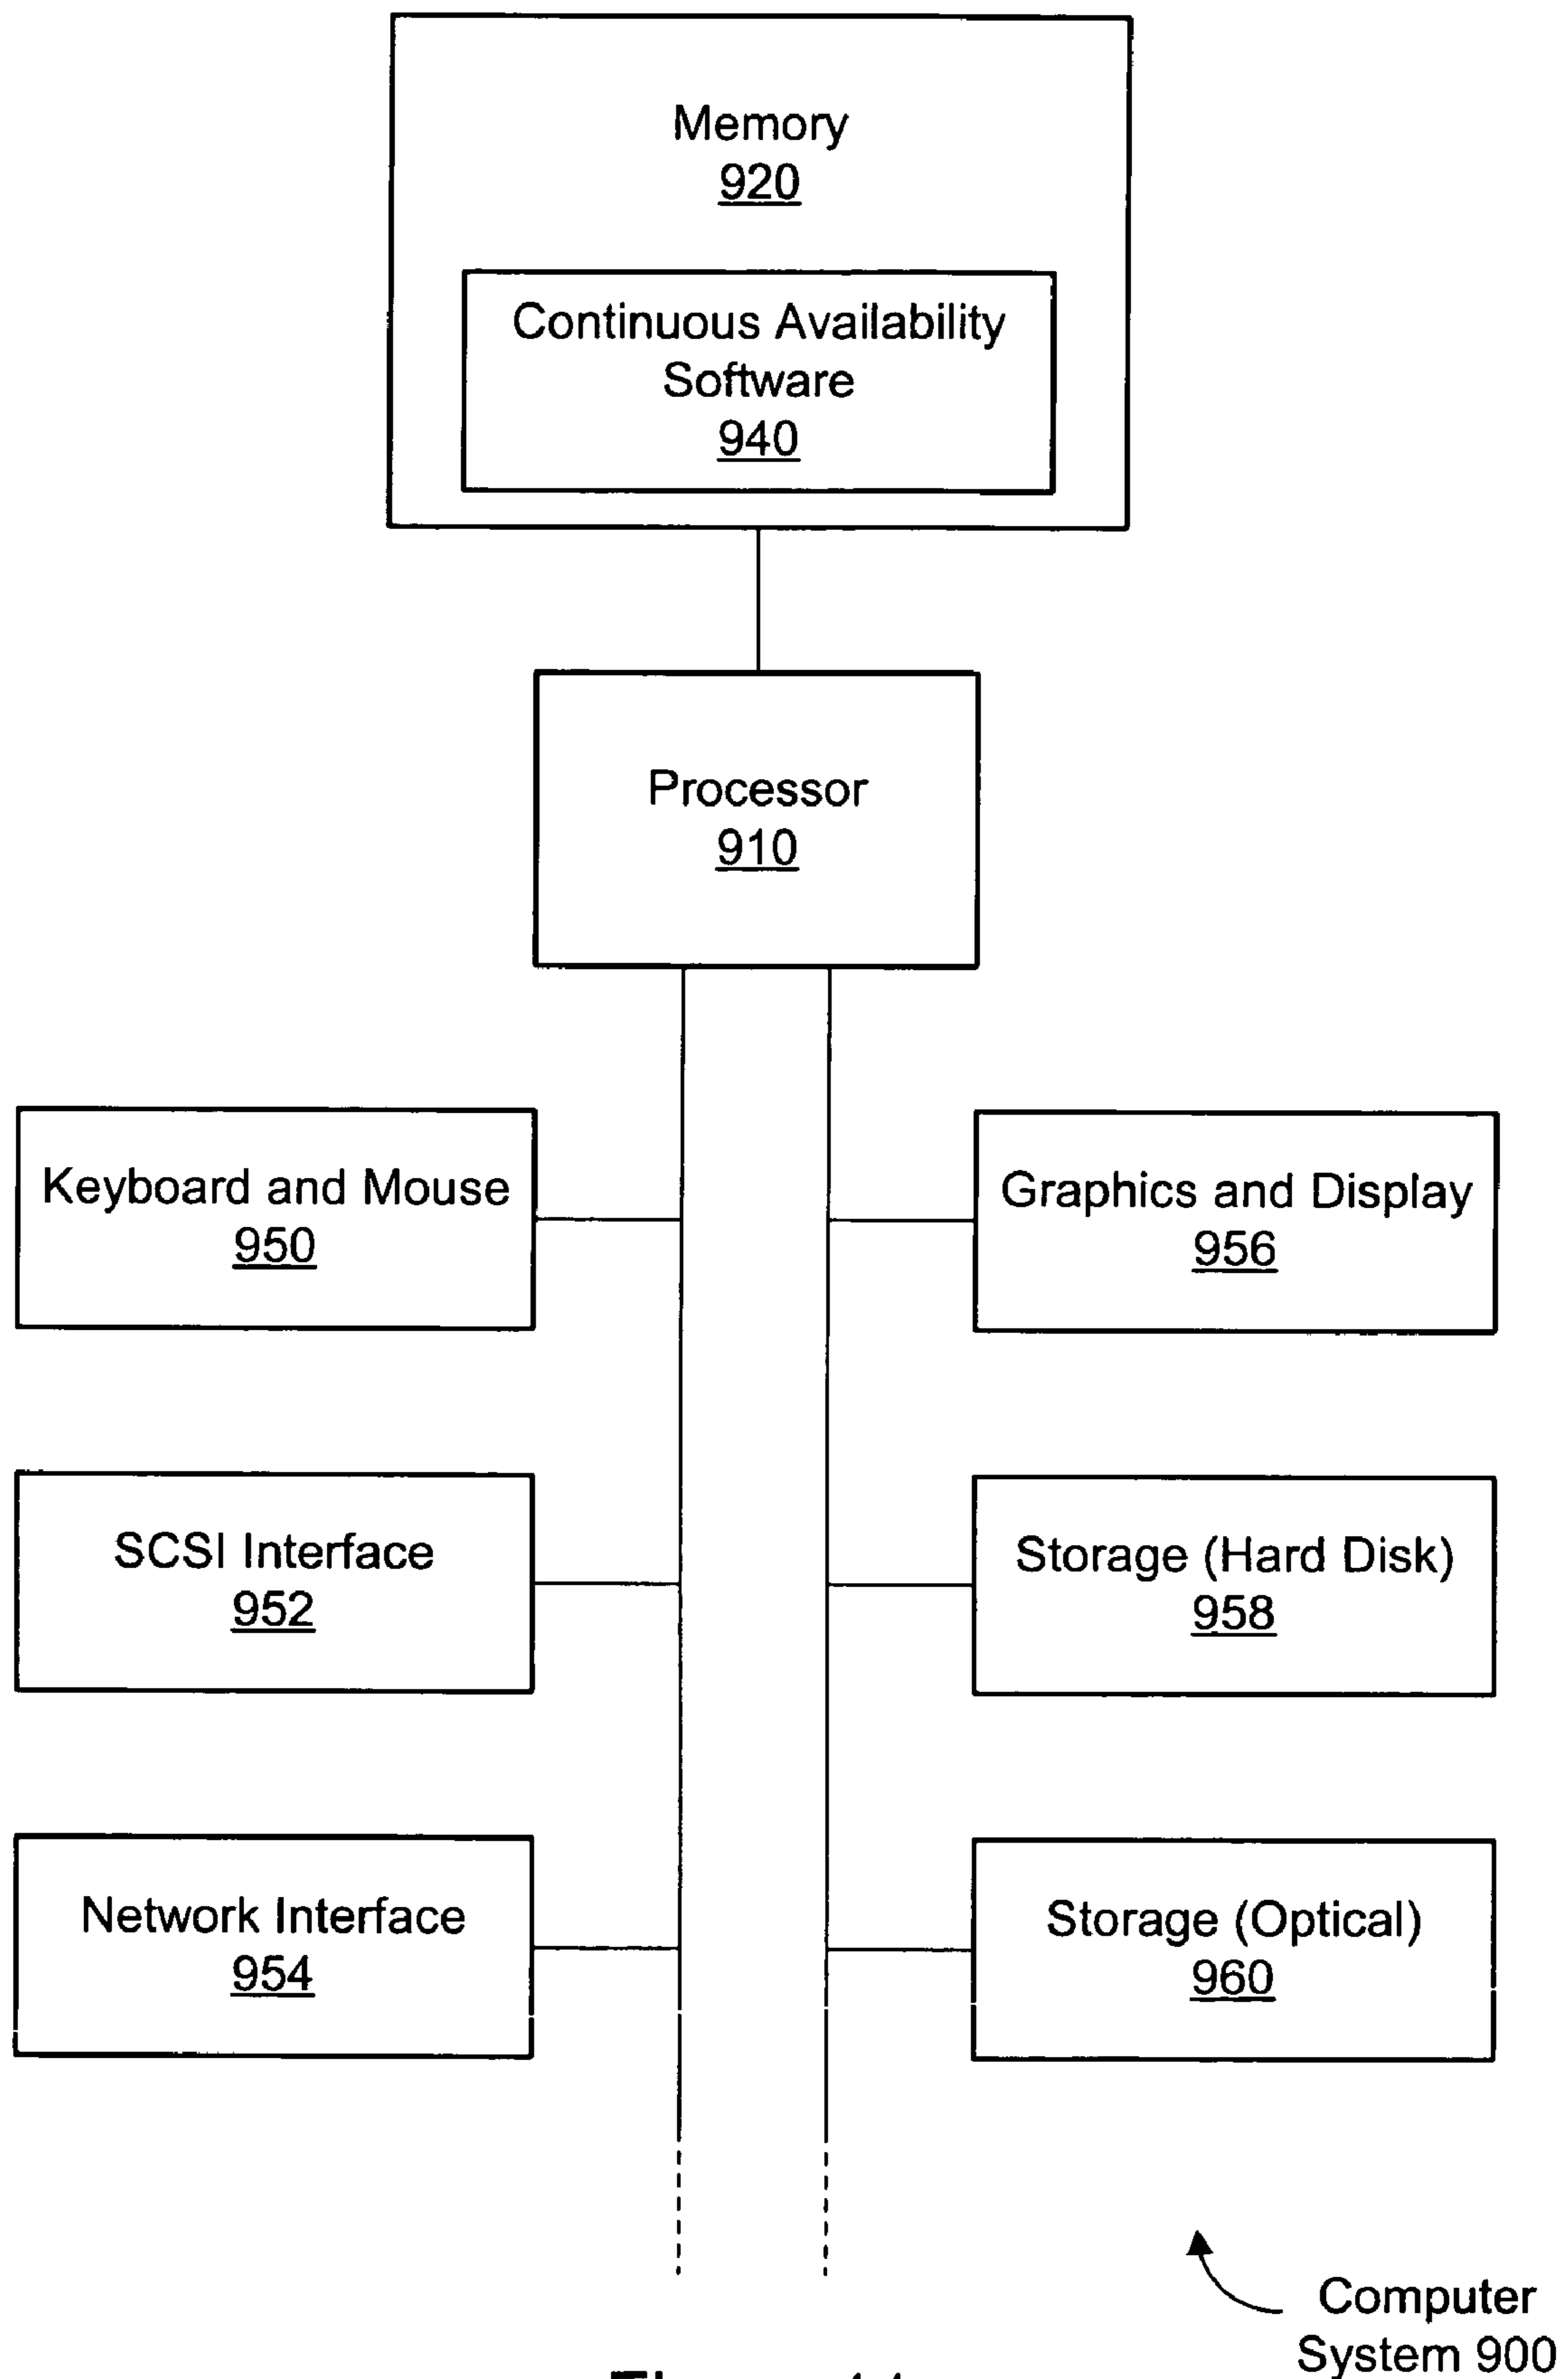 Memory
920
Continuous Availability
Software
940
Processor
910
Keyboard and Mouse
950
Graphics and Display
956
SCSI Interface
952
Storage (Hard Disk)
958
Network Interface
954
Storage (Optical)
960
Computer
System 900